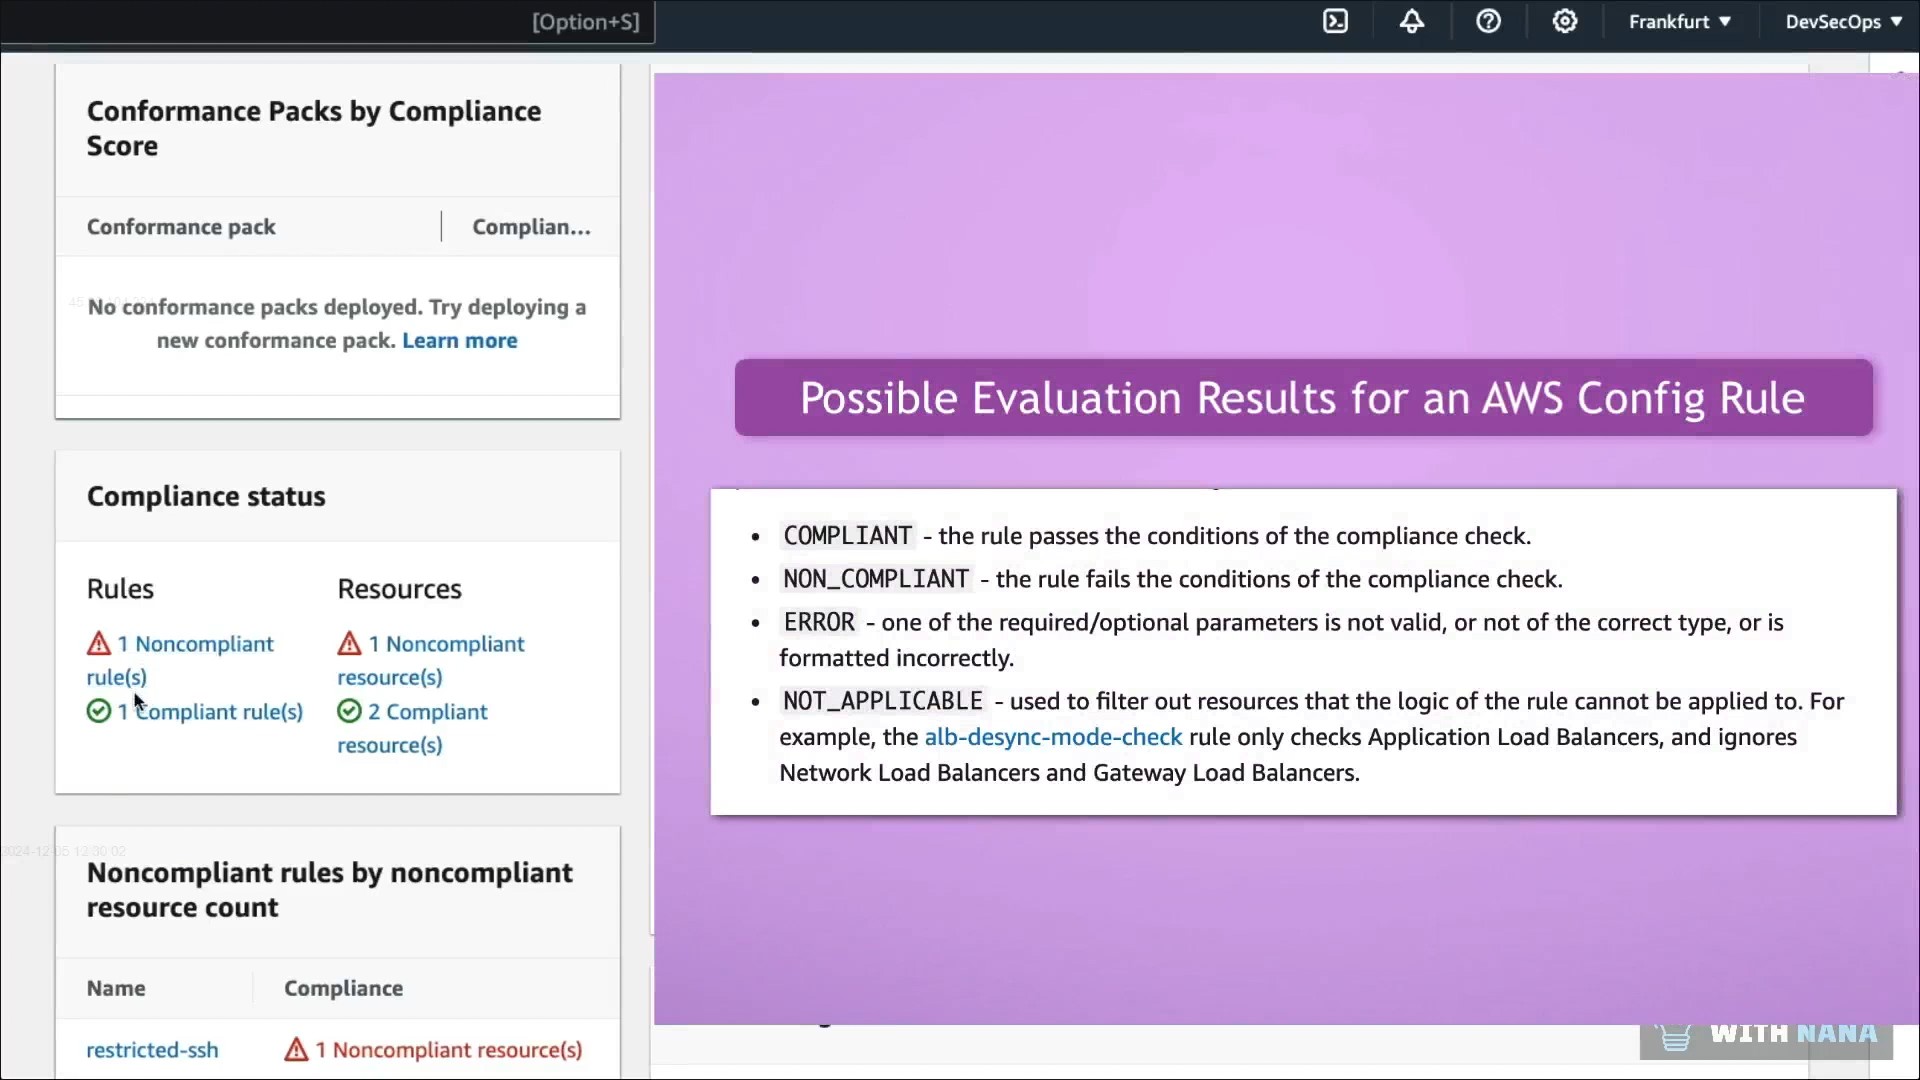 [Option+S]
Frankfurt ▼
DevSecOps ▼
Conformance Packs by Compliance
Score
Conformance pack
Complian...
No conformance packs deployed. Try deploying a
new conformance pack. Learn more
Compliance status
Rules
Resources
1 Noncompliant
rule(s)
1 Compliant rule(s)
1 Noncompliant
resource(s)
2 Compliant
resource(s)
2024-12-05 12:30:02
Noncompliant rules by noncompliant
resource count
Name
Compliance
restricted-ssh
1 Noncompliant resource(s)
Possible Evaluation Results for an AWS Config Rule
• COMPLIANT - the rule passes the conditions of the compliance check.
• NON_COMPLIANT - the rule fails the conditions of the compliance check.
• ERROR - one of the required/optional parameters is not valid, or not of the correct type, or is
formatted incorrectly.
• NOT_APPLICABLE - used to filter out resources that the logic of the rule cannot be applied to. For
example, the alb-desync-mode-check rule only checks Application Load Balancers, and ignores
Network Load Balancers and Gateway Load Balancers.
WITH NANA